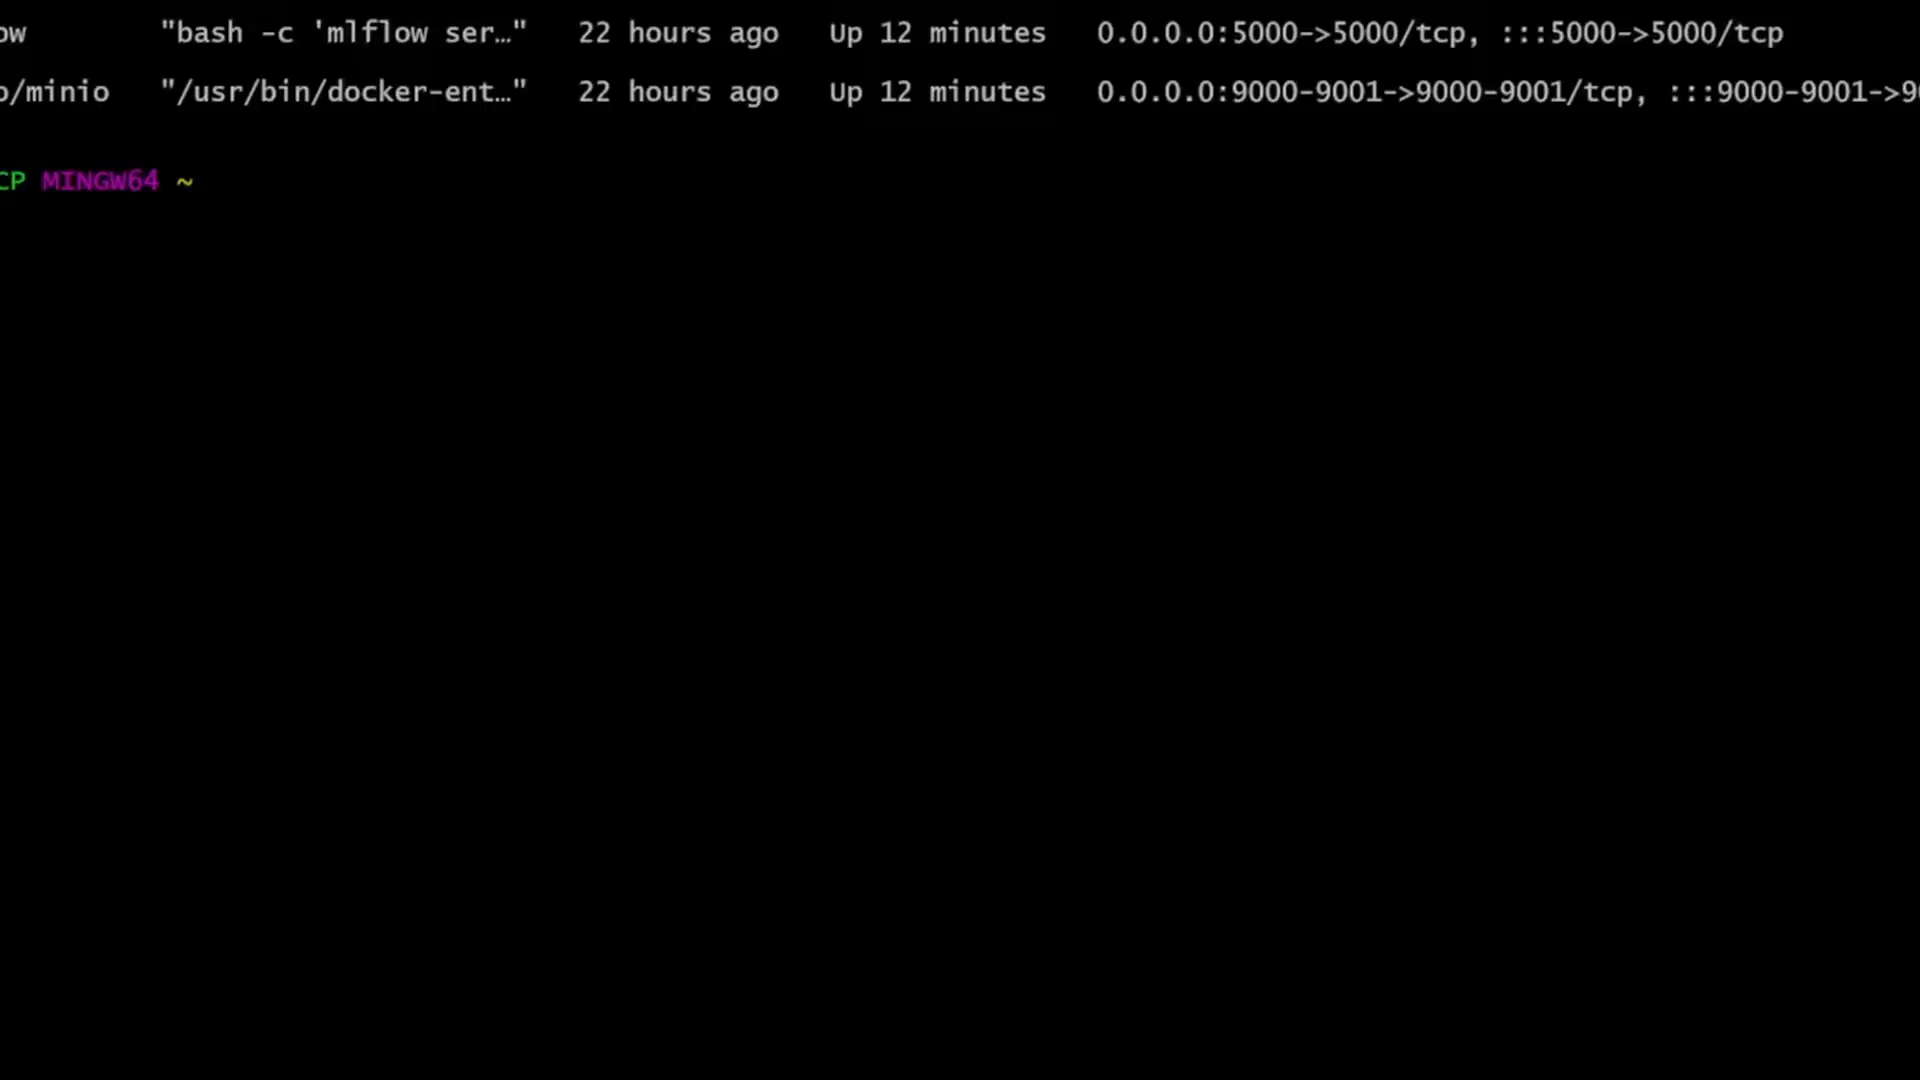 ow "bash -c 'mlflow ser…" 22 hours ago Up 12 minutes 0.0.0.0:5000->5000/tcp, :::5000->5000/tcp
o/minio "/usr/bin/docker-ent…" 22 hours ago Up 12 minutes 0.0.0.0:9000-9001->9000-9001/tcp, :::9000-9001->9
CP MINGW64 ~